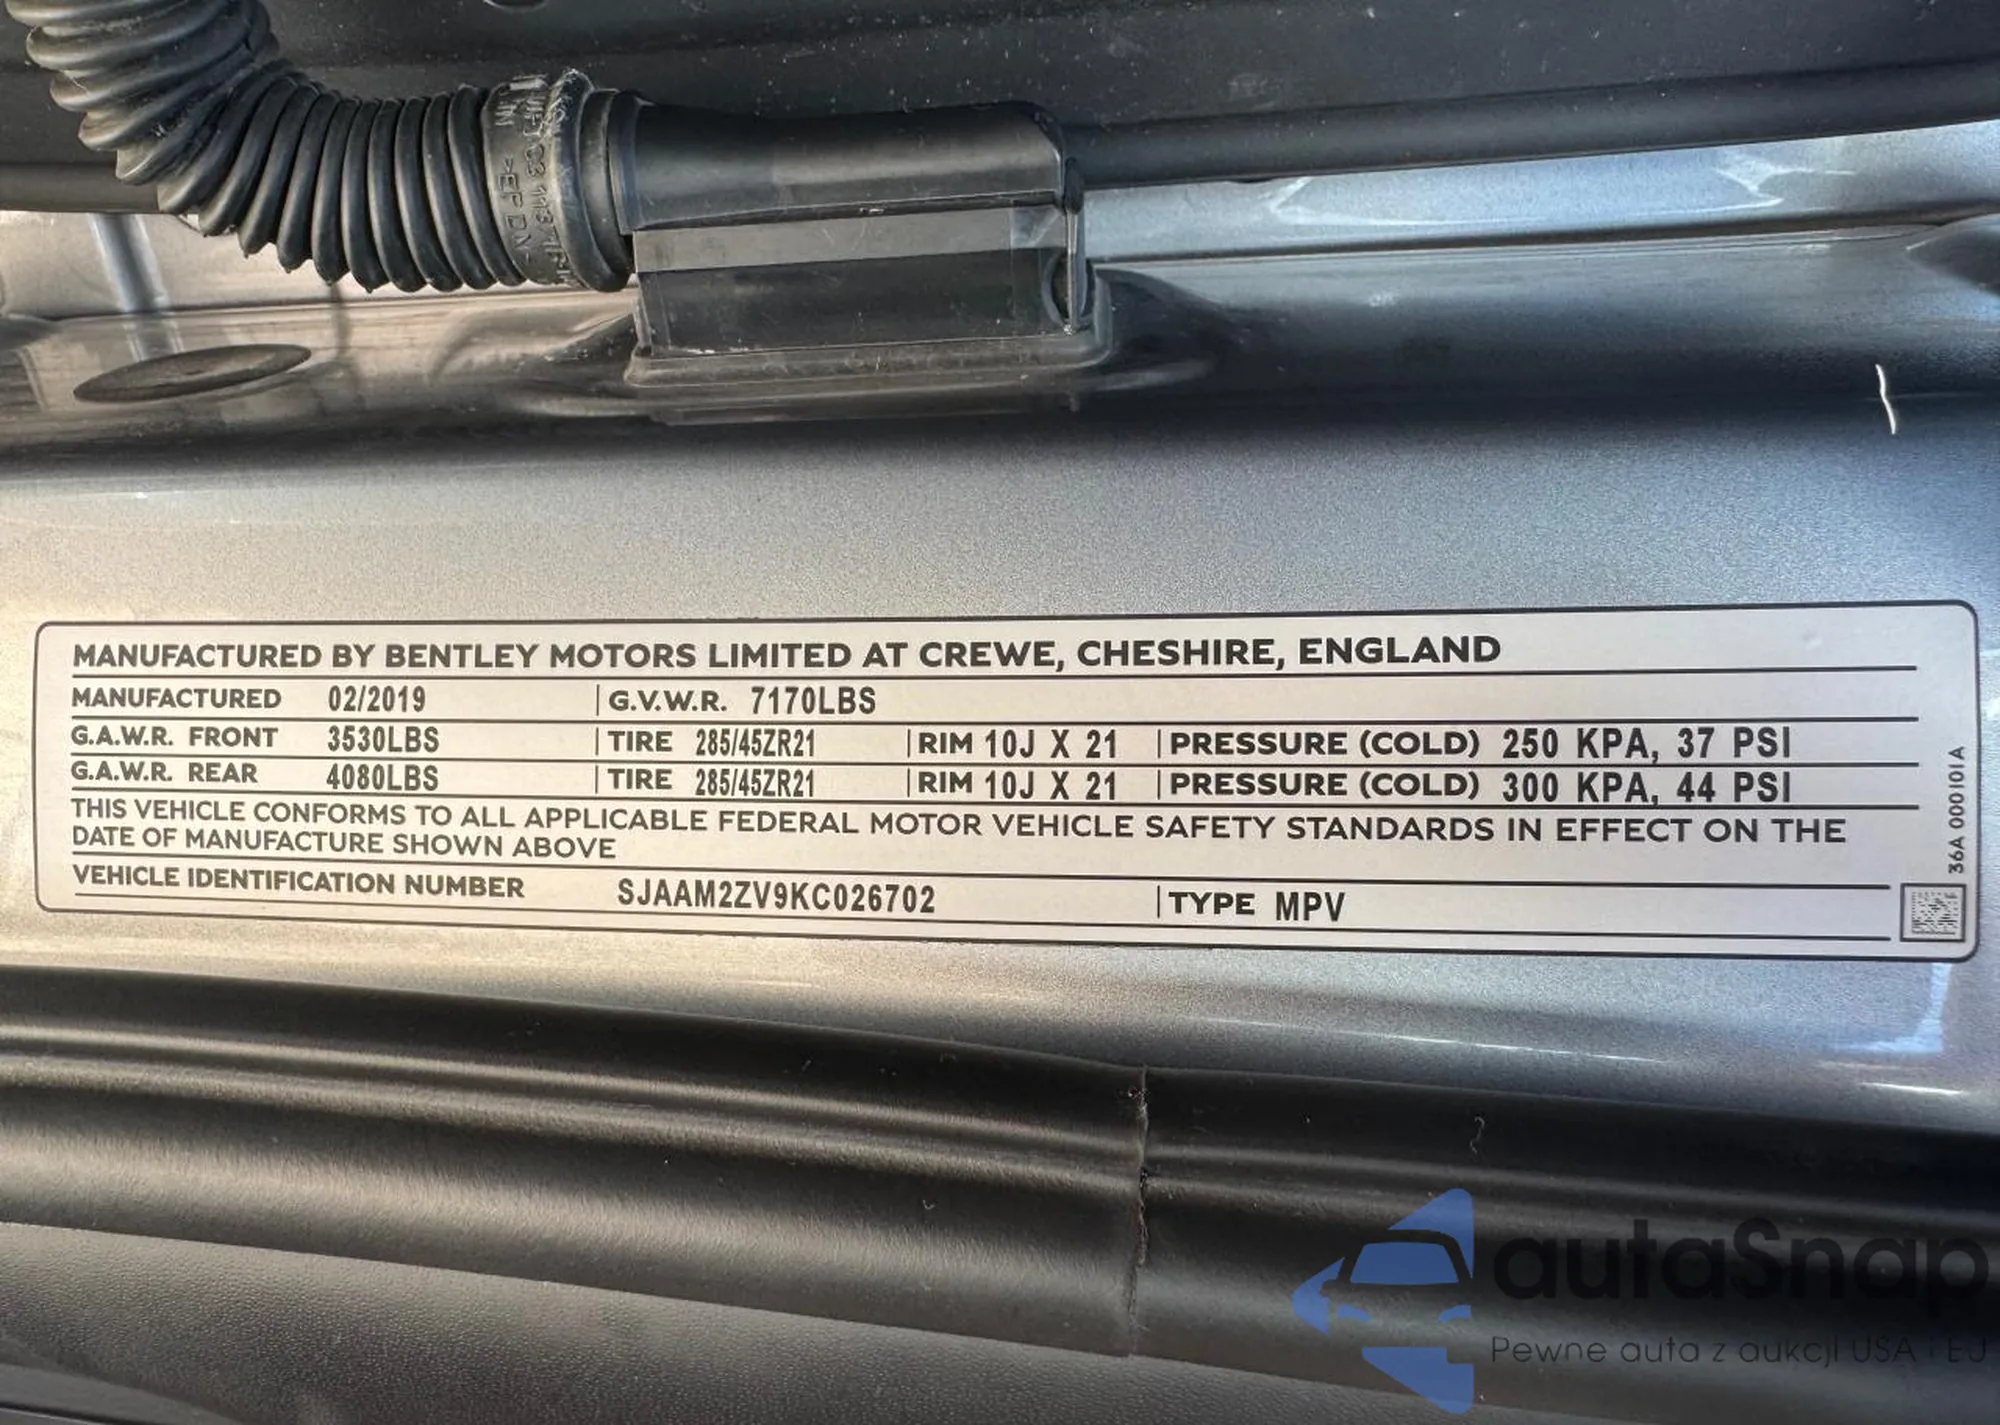 MANUFACTURED BY BENTLEY MOTORS LIMITED AT CREWE, CHESHIRE, ENGLAND
MANUFACTURED 02/2019 G.V.W.R. 7170LBS
G.A.W.R. FRONT 3530LBS TIRE 285/45ZR21 RIM 10J X 21 PRESSURE (COLD) 250 KPA, 37 PSI
G.A.W.R. REAR 4080LBS TIRE 285/45ZR21 RIM 10J X 21 PRESSURE (COLD) 300 KPA, 44 PSI
THIS VEHICLE CONFORMS TO ALL APPLICABLE FEDERAL MOTOR VEHICLE SAFETY STANDARDS IN EFFECT ON THE
DATE OF MANUFACTURE SHOWN ABOVE
VEHICLE IDENTIFICATION NUMBER SJAAM2ZV9KC026702 TYPE MPV
36A 000101A
autaSnap
Pewne auta z aukcji USA i EU